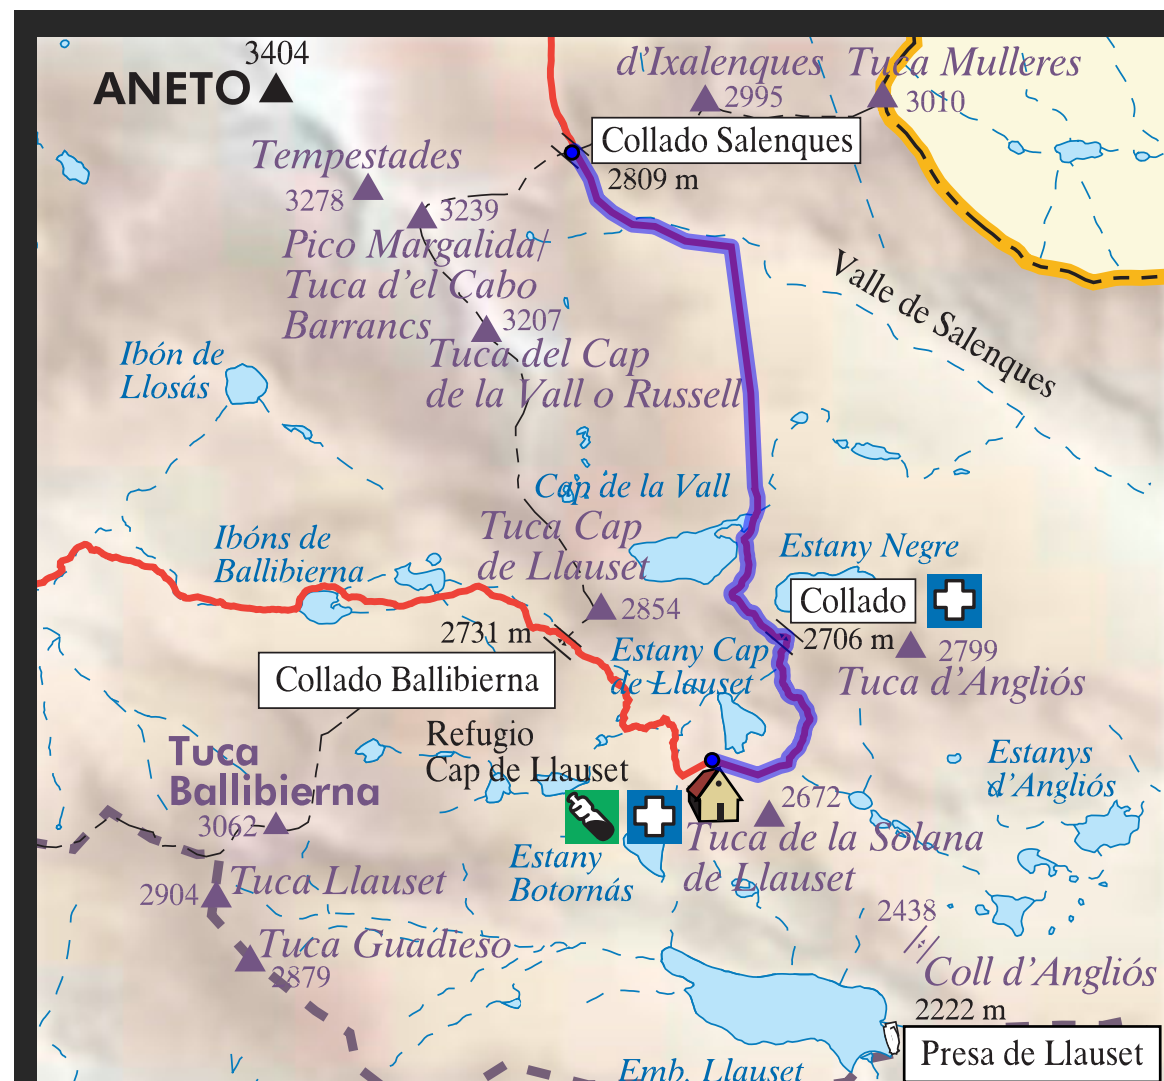 3404
ANETO
d’Ixalenques
2995
Tuca Mulleres
3010
Collado Salenques
2809 m
Tempestades
3278
3239
Pico Margalida/
Tuca d’el Cabo
Barrancs
3207
Tuca del Cap
de la Vall o Russell
Valle de Salenques
Ibón de
Llosás
Cap de la Vall
Tuca Cap
de Llauset
2854
Ibóns de
Ballibierna
Estany Negre
Collado
2706 m
2799
Tuca d’Angliós
2731 m
Collado Ballibierna
Estany Cap
de Llauset
Refugio
Cap de Llauset
Tuca
Ballibierna
3062
Estanys
d’Angliós
2672
Tuca de la Solana
de Llauset
Estany
Botornás
2904
Tuca Llauset
Tuca Guadieso
2879
2438
Coll d’Angliós
2222 m
Presa de Llauset
Emb. Llauset